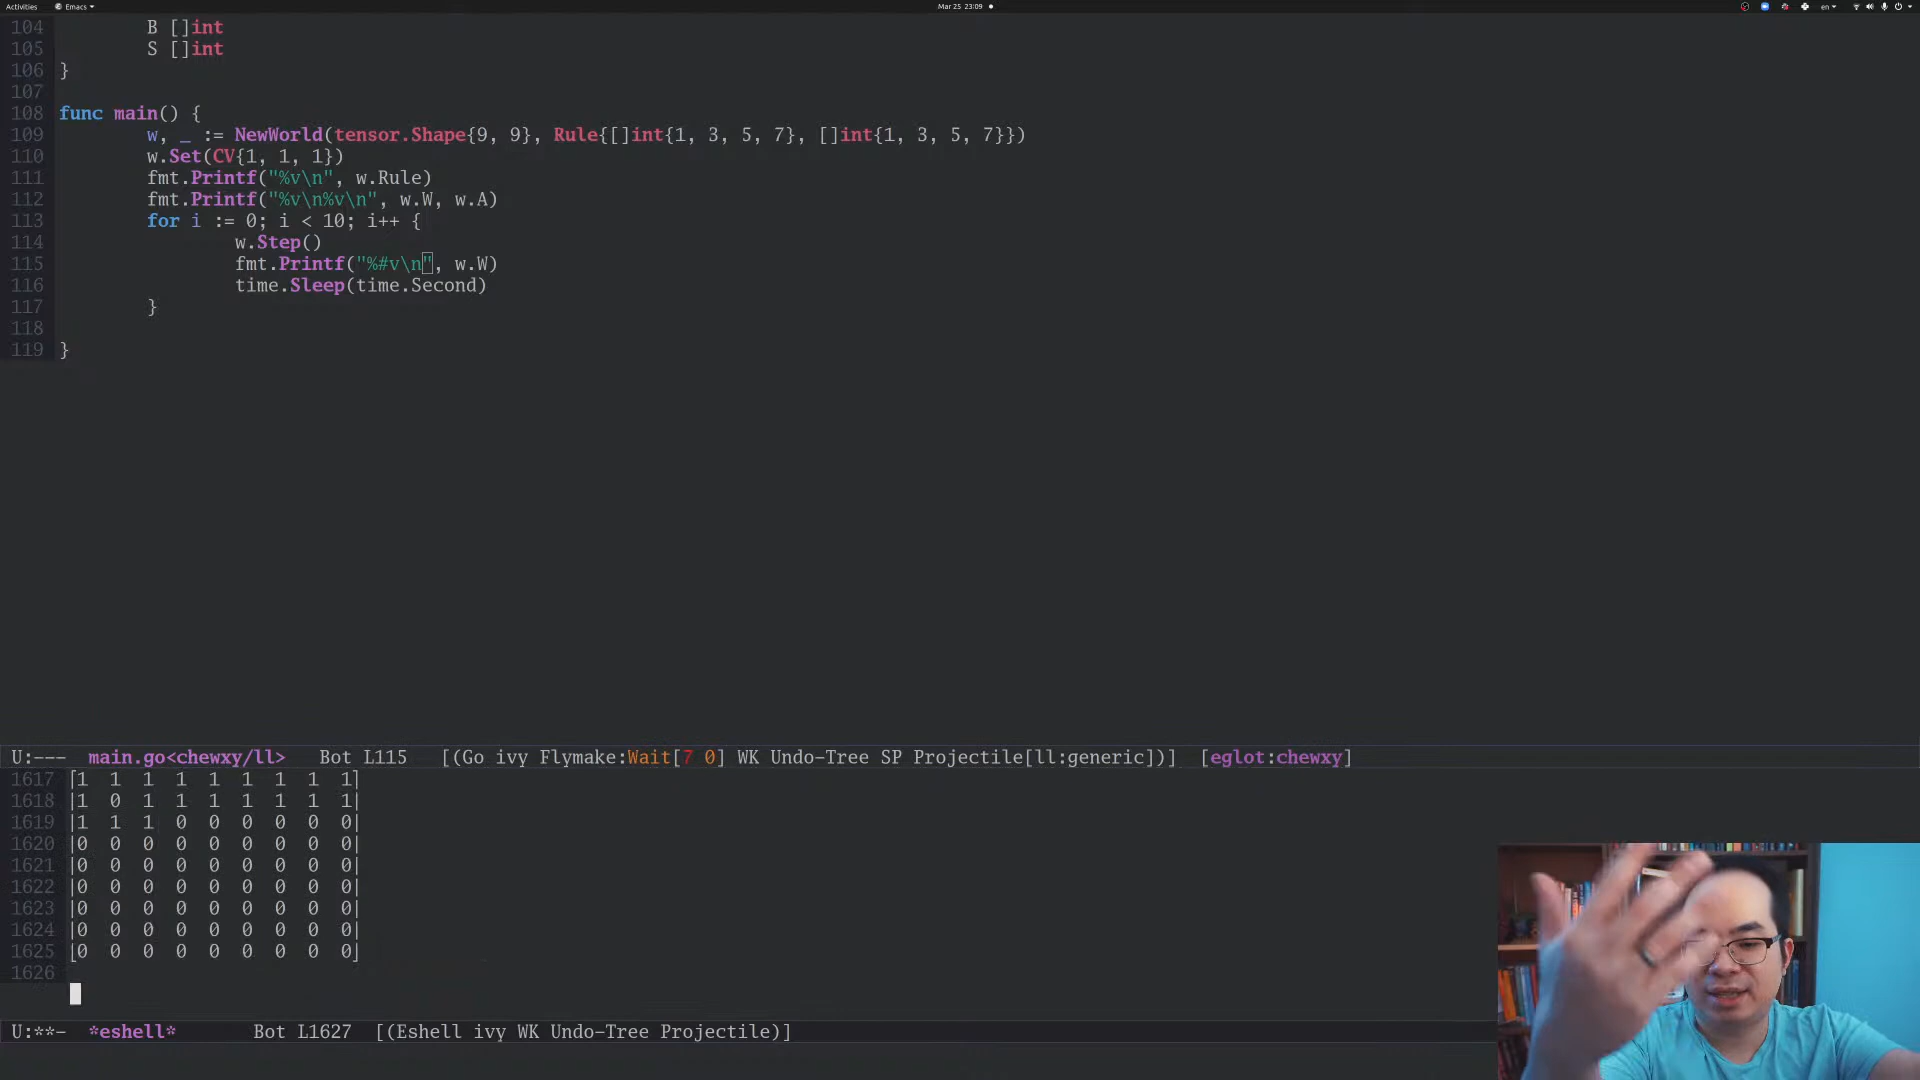 Activities Emacs Mar 25 23:09 en
104 B []int
105 S []int
106 }
107
108 func main() {
109 w, _ := NewWorld(tensor.Shape{9, 9}, Rule{[]int{1, 3, 5, 7}, []int{1, 3, 5, 7}})
110 w.Set(CV{1, 1, 1})
111 fmt.Printf("%v\n", w.Rule)
112 fmt.Printf("%v\n%v\n", w.W, w.A)
113 for i := 0; i < 10; i++ {
114 w.Step()
115 fmt.Printf("%#v\n", w.W)
116 time.Sleep(time.Second)
117 }
118
119 }
U:--- main.go<chewxy/ll> Bot L115 [(Go ivy Flymake:Wait[7 0] WK Undo-Tree SP Projectile[ll:generic])] [eglot:chewxy]
1617 ⎡1 1 1 1 1 1 1 1 1⎤
1618 |1 0 1 1 1 1 1 1 1|
1619 |1 1 1 0 0 0 0 0 0|
1620 |0 0 0 0 0 0 0 0 0|
1621 |0 0 0 0 0 0 0 0 0|
1622 |0 0 0 0 0 0 0 0 0|
1623 |0 0 0 0 0 0 0 0 0|
1624 |0 0 0 0 0 0 0 0 0|
1625 ⎣0 0 0 0 0 0 0 0 0⎦
1626
U:**- *eshell* Bot L1627 [(Eshell ivy WK Undo-Tree Projectile)]